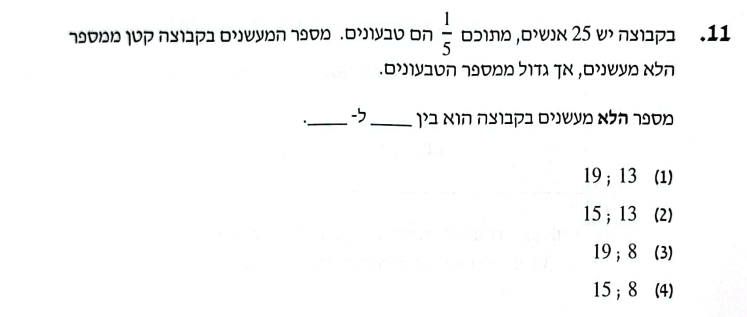 11. בקבוצה יש 25 אנשים, מתוכם 1/5 הם טבעונים. מספר המעשנים בקבוצה קטן ממספר
הלא מעשנים, אך גדול ממספר הטבעונים.
מספר הלא מעשנים בקבוצה הוא בין ____ ל- ____.
(1) 13 ; 19
(2) 13 ; 15
(3) 8 ; 19
(4) 8 ; 15